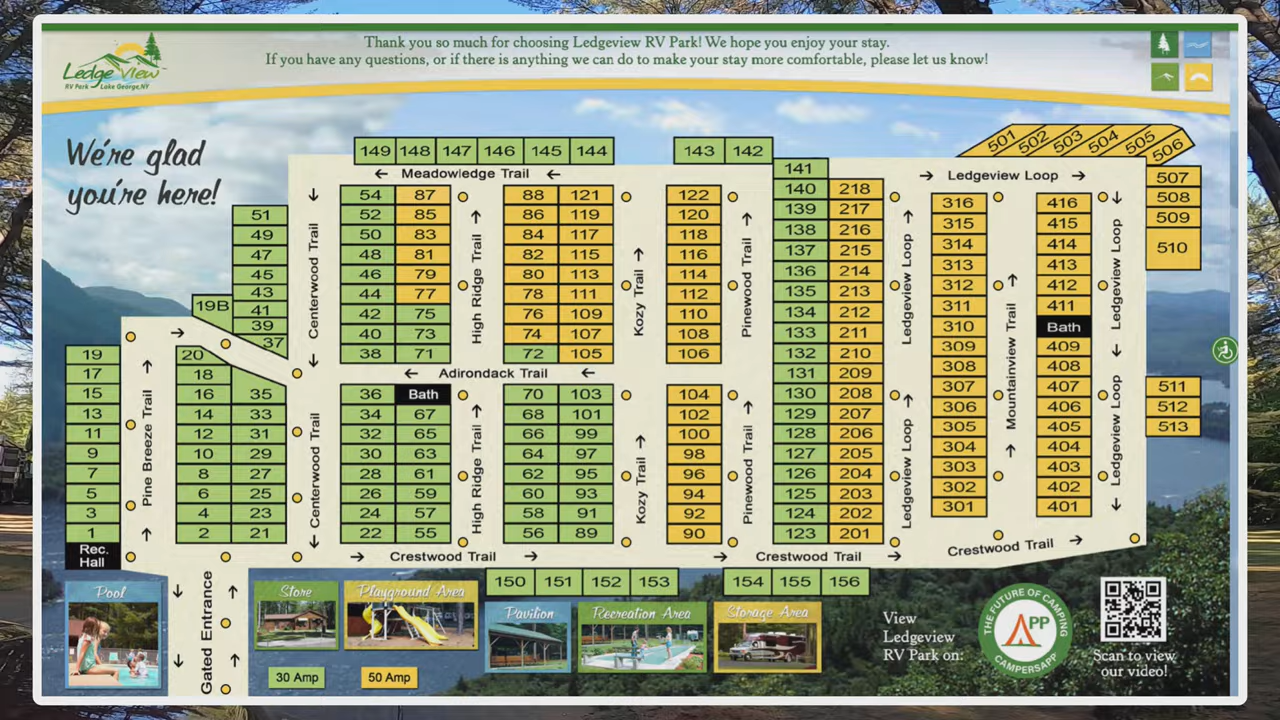 Ledge View
RV Park Lake George, NY
Thank you so much for choosing Ledgeview RV Park! We hope you enjoy your stay.
If you have any questions, or if there is anything we can do to make your stay more comfortable, please let us know!
We're glad
you're here!
149 148 147 146 145 144
143 142
Meadowledge Trail
501 502 503 504 505 506
507
508
509
510
511
512
513
51
49
47
45
43
41
39
37
19B
19
17
15
13
11
9
7
5
3
1
Rec.
Hall
Pine Breeze Trail
20
18
16 35
14 33
12 31
10 29
8 27
6 25
4 23
2 21
Centerwood Trail
Centerwood Trail
54 87
52 85
50 83
48 81
46 79
44 77
42 75
40 73
38 71
Adirondack Trail
36 Bath
34 67
32 65
30 63
28 61
26 59
24 57
22 55
High Ridge Trail
High Ridge Trail
88 121
86 119
84 117
82 115
80 113
78 111
76 109
74 107
72 105
70 103
68 101
66 99
64 97
62 95
60 93
58 91
56 89
Kozy Trail
Kozy Trail
122
120
118
116
114
112
110
108
106
104
102
100
98
96
94
92
90
Pinewood Trail
Pinewood Trail
141
140 218
139 217
138 216
137 215
136 214
135 213
134 212
133 211
132 210
131 209
130 208
129 207
128 206
127 205
126 204
125 203
124 202
123 201
Ledgeview Loop
Ledgeview Loop
Ledgeview Loop
316
315
314
313
312
311
310
309
308
307
306
305
304
303
302
301
Mountainview Trail
416
415
414
413
412
411
Bath
409
408
407
406
405
404
403
402
401
Ledgeview Loop
Ledgeview Loop
Crestwood Trail
Crestwood Trail
Crestwood Trail
150 151 152 153
154 155 156
Pool
Gated Entrance
Store
Playground Area
Pavilion
Recreation Area
Storage Area
30 Amp
50 Amp
View
Ledgeview
RV Park on:
THE FUTURE OF CAMPING
APP
CAMPERSAPP
Scan to view
our video!